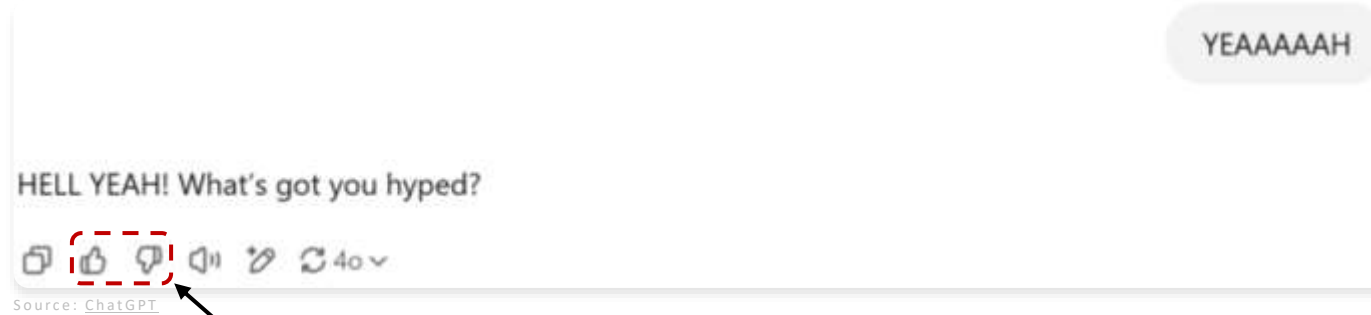 YEAAAAAH
HELL YEAH! What's got you hyped?
4o
Source: ChatGPT